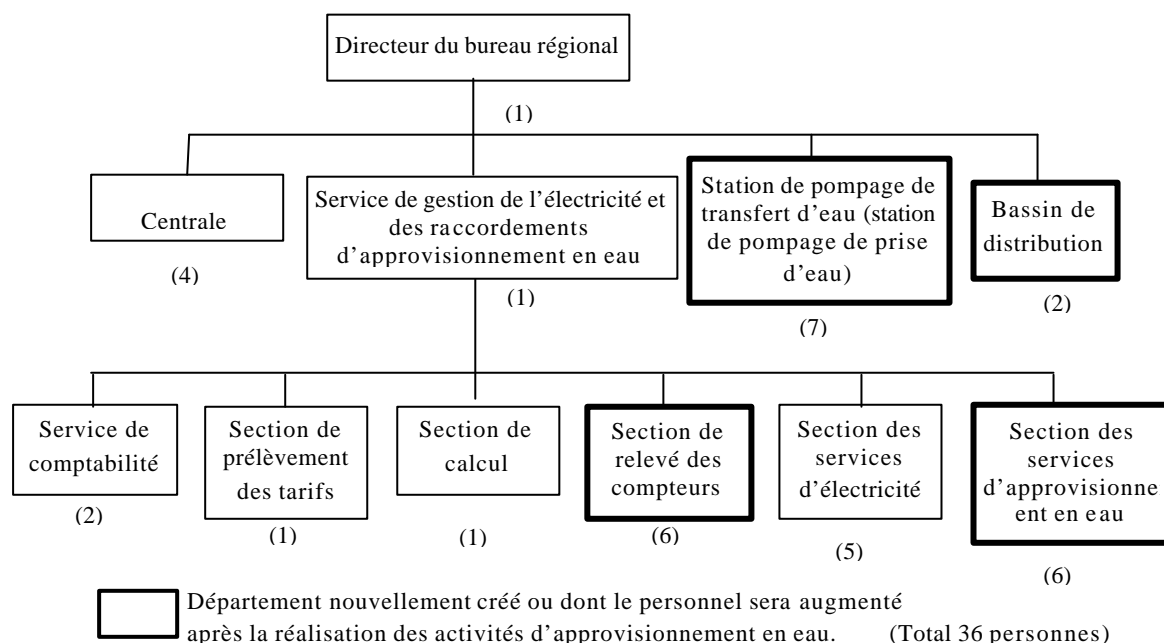 Directeur du bureau régional
(1)
Centrale
(4)
Service de gestion de l'électricité et
des raccordements
d'approvisionnement en eau
(1)
Station de pompage de
transfert d'eau (station
de pompage de prise
d'eau)
(7)
Bassin de
distribution
(2)
Service de
comptabilité
(2)
Section de
prélèvement
des tarifs
(1)
Section de
calcul
(1)
Section de
relevé des
compteurs
(6)
Section des
services
d'électricité
(5)
Section des
services
d'approvisionne
ent en eau
(6)
Département nouvellement créé ou dont le personnel sera augmenté
après la réalisation des activités d'approvisionnement en eau. (Total 36 personnes)